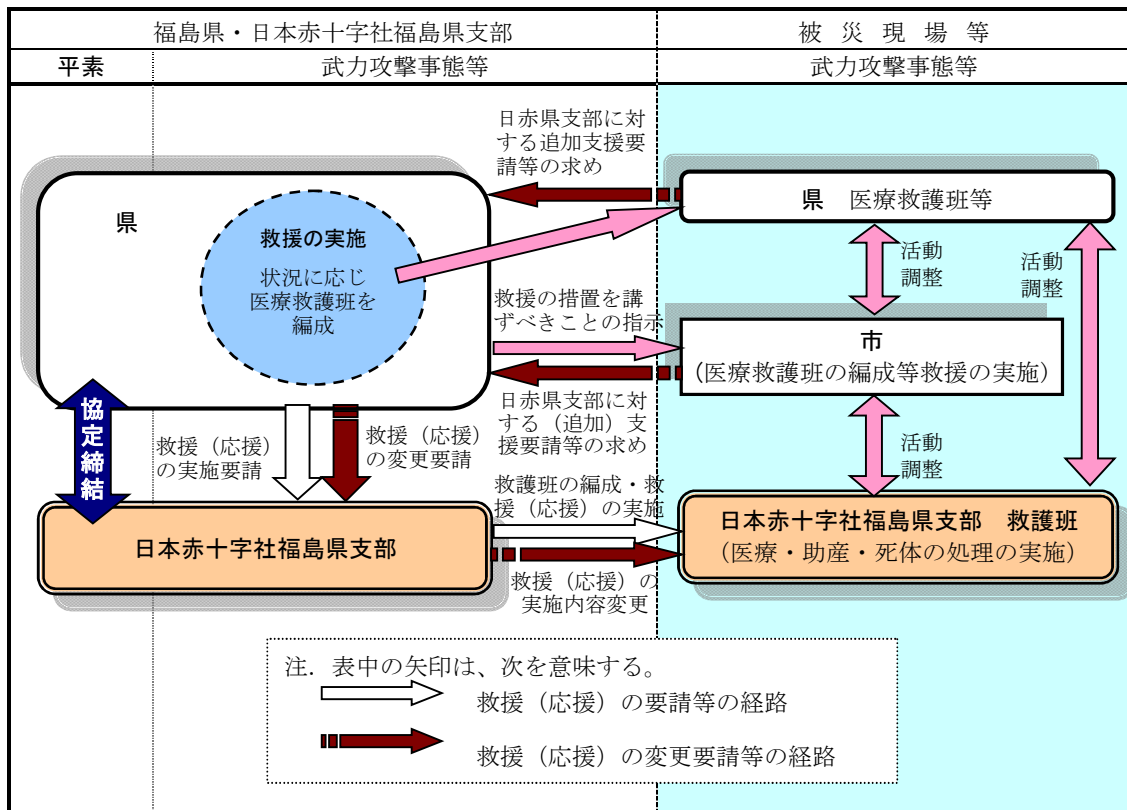 福島県・日本赤十字社福島県支部
被災現場等
平素
武力攻撃事態等
武力攻撃事態等
日赤県支部に対
する追加支援要
請等の求め
県
救援の実施
状況に応じ
医療救護班を
編成
県　医療救護班等
活動
調整
活動
調整
救援の措置を講
ずべきことの指示
市
（医療救護班の編成等救援の実施）
日赤県支部に対
する（追加）支
援要請等の求め
協定締結
救援（応援）
の実施要請
救援（応援）
の変更要請
活動
調整
救護班の編成・救
援（応援）の実施
日本赤十字社福島県支部
日本赤十字社福島県支部　救護班
（医療・助産・死体の処理の実施）
救援（応援）の
実施内容変更
注．表中の矢印は、次を意味する。
救援（応援）の要請等の経路
救援（応援）の変更要請等の経路